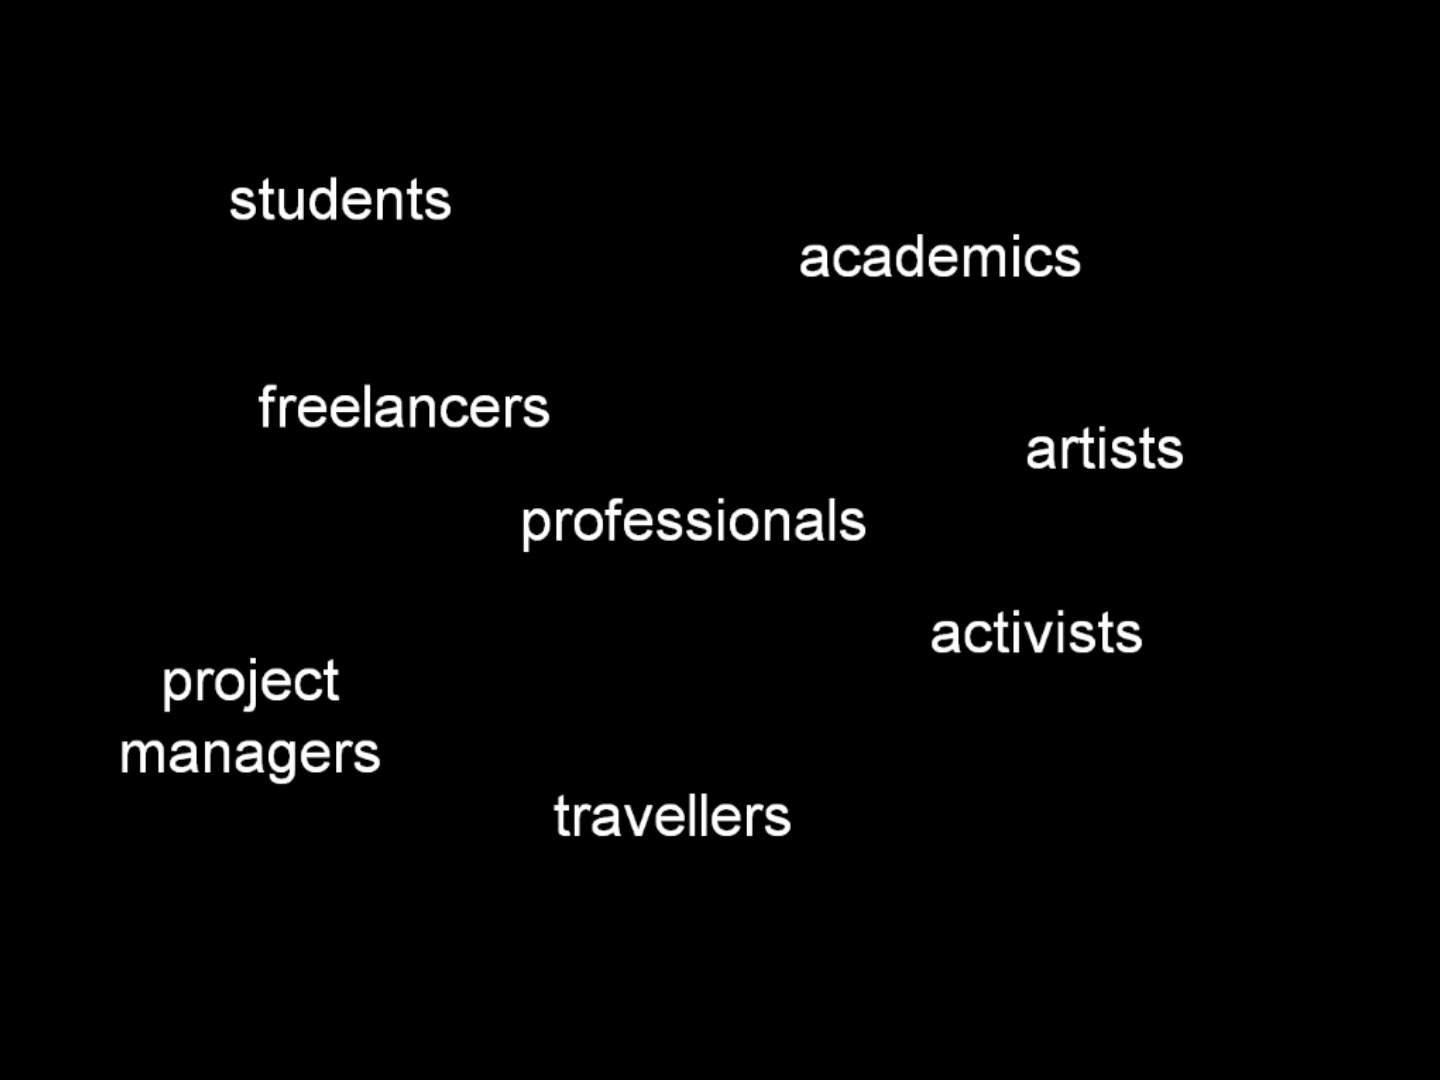 students
academics
freelancers
artists
professionals
activists
project
managers
travellers